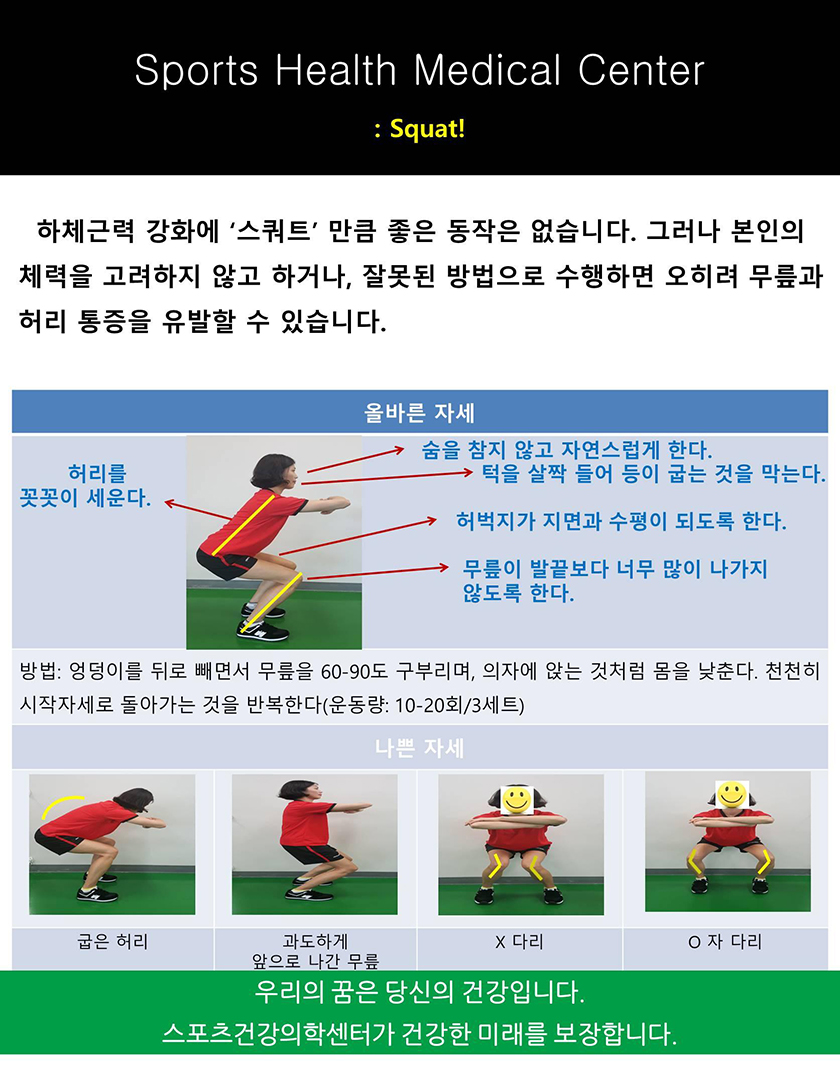 Sports Health Medical Center
: Squat!
하체근력 강화에 ‘스쿼트’ 만큼 좋은 동작은 없습니다. 그러나 본인의
체력을 고려하지 않고 하거나, 잘못된 방법으로 수행하면 오히려 무릎과
허리 통증을 유발할 수 있습니다.
올바른 자세
허리를
꼿꼿이 세운다.
숨을 참지 않고 자연스럽게 한다.
턱을 살짝 들어 등이 굽는 것을 막는다.
허벅지가 지면과 수평이 되도록 한다.
무릎이 발끝보다 너무 많이 나가지
않도록 한다.
방법: 엉덩이를 뒤로 빼면서 무릎을 60-90도 구부리며, 의자에 앉는 것처럼 몸을 낮춘다. 천천히
시작자세로 돌아가는 것을 반복한다(운동량: 10-20회/3세트)
나쁜 자세
굽은 허리
과도하게
앞으로 나간 무릎
X 다리
O 자 다리
우리의 꿈은 당신의 건강입니다.
스포츠건강의학센터가 건강한 미래를 보장합니다.